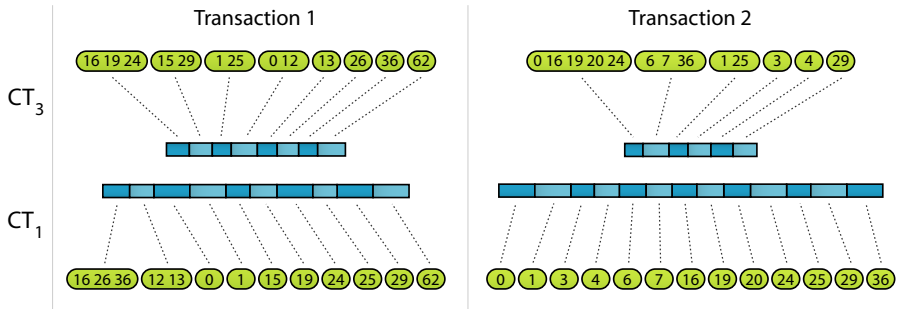 Transaction 1 Transaction 2
16 19 24 15 29 1 25 0 12 13 26 36 62 0 16 19 20 24 6 7 36 1 25 3 4 29
CT3
CT1
16 26 36 12 13 0 1 15 19 24 25 29 62 0 1 3 4 6 7 16 19 20 24 25 29 36